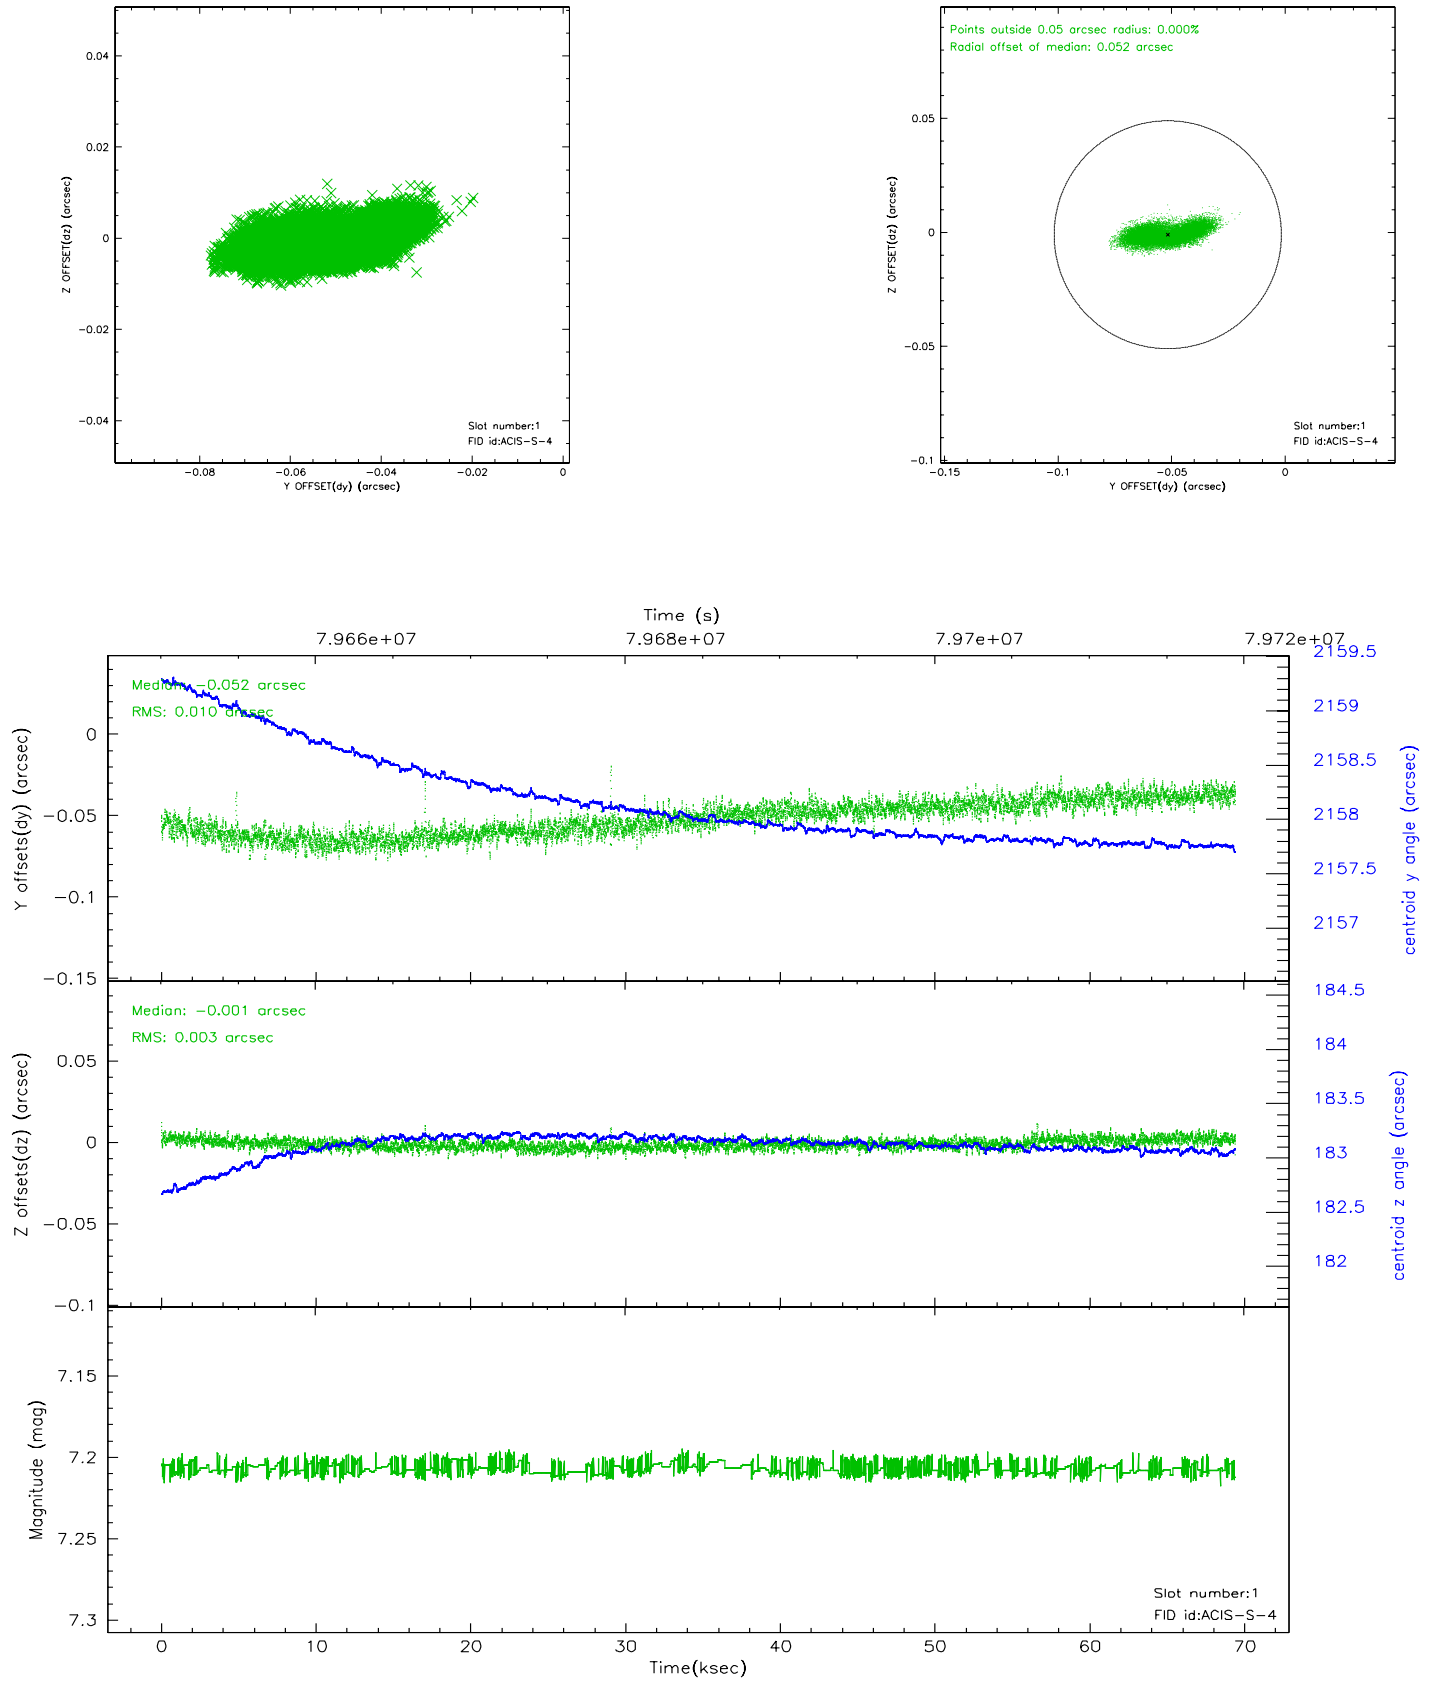 0.04
0.02
0
-0.02
-0.04
Z OFFSET(dz) (arcsec)
Slot number:1
FID id:ACIS-S-4
-0.08
-0.06
-0.04
-0.02
0
Y OFFSET(dy) (arcsec)
Points outside 0.05 arcsec radius: 0.000%
Radial offset of median: 0.052 arcsec
0.05
0
-0.05
-0.1
Z OFFSET(dz) (arcsec)
Slot number:1
FID id:ACIS-S-4
-0.15
-0.1
-0.05
0
Y OFFSET(dy) (arcsec)
Time (s)
7.966e+07
7.968e+07
7.97e+07
7.972e+07
Median: -0.052 arcsec
RMS: 0.010 arcsec
0
-0.05
-0.1
-0.15
Y offsets(dy) (arcsec)
2159.5
2159
2158.5
2158
2157.5
2157
centroid y angle (arcsec)
Median: -0.001 arcsec
RMS: 0.003 arcsec
0.05
0
-0.05
-0.1
Z offsets(dz) (arcsec)
184.5
184
183.5
183
182.5
182
centroid z angle (arcsec)
7.15
7.2
7.25
7.3
Magnitude (mag)
Slot number:1
FID id:ACIS-S-4
0
10
20
30
40
50
60
70
Time(ksec)